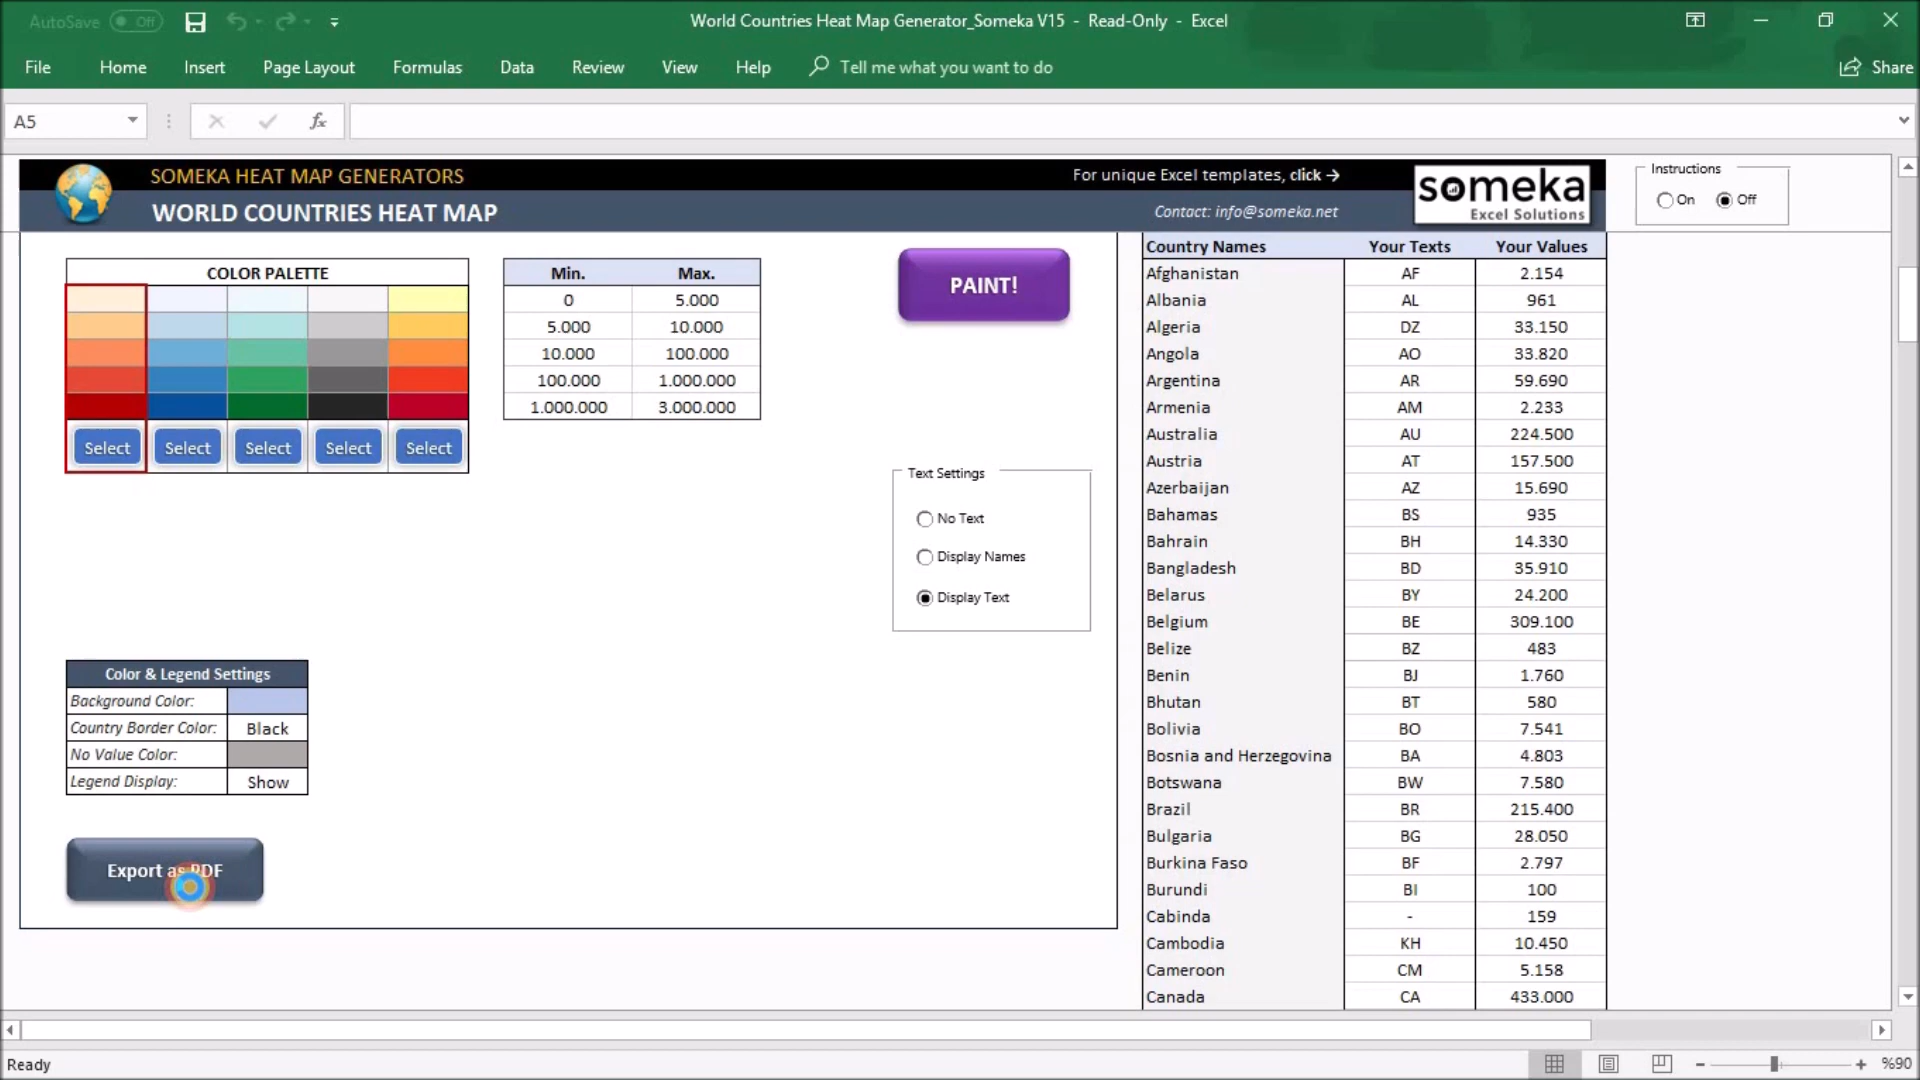 AutoSave Off
World Countries Heat Map Generator_Someka V15 - Read-Only - Excel
File Home Insert Page Layout Formulas Data Review View Help Tell me what you want to do Share
A5 fx
SOMEKA HEAT MAP GENERATORS
WORLD COUNTRIES HEAT MAP
For unique Excel templates, click →
Contact: info@someka.net
someka
Excel Solutions
Instructions
On Off
COLOR PALETTE
Select Select Select Select Select
Min. Max.
0 5.000
5.000 10.000
10.000 100.000
100.000 1.000.000
1.000.000 3.000.000
PAINT!
Text Settings
No Text
Display Names
Display Text
Color & Legend Settings
Background Color:
Country Border Color: Black
No Value Color:
Legend Display: Show
Export as PDF
Country Names Your Texts Your Values
Afghanistan AF 2.154
Albania AL 961
Algeria DZ 33.150
Angola AO 33.820
Argentina AR 59.690
Armenia AM 2.233
Australia AU 224.500
Austria AT 157.500
Azerbaijan AZ 15.690
Bahamas BS 935
Bahrain BH 14.330
Bangladesh BD 35.910
Belarus BY 24.200
Belgium BE 309.100
Belize BZ 483
Benin BJ 1.760
Bhutan BT 580
Bolivia BO 7.541
Bosnia and Herzegovina BA 4.803
Botswana BW 7.580
Brazil BR 215.400
Bulgaria BG 28.050
Burkina Faso BF 2.797
Burundi BI 100
Cabinda - 159
Cambodia KH 10.450
Cameroon CM 5.158
Canada CA 433.000
Ready
%90